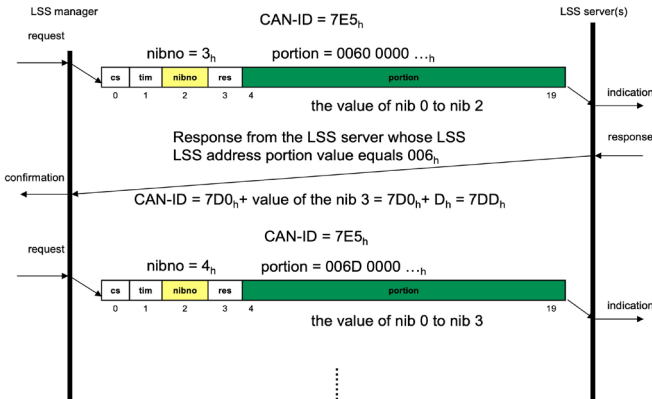 LSS manager
LSS server(s)
CAN-ID = 7E5h
request
nibno = 3h
portion = 0060 0000 …h
cs tim nibno res portion
0 1 2 3 4 19
indication
the value of nib 0 to nib 2
Response from the LSS server whose LSS
LSS address portion value equals 006h
response
confirmation
CAN-ID = 7D0h+ value of the nib 3 = 7D0h+ Dh = 7DDh
CAN-ID = 7E5h
request
nibno = 4h
portion = 006D 0000 …h
cs tim nibno res portion
0 1 2 3 4 19
indication
the value of nib 0 to nib 3